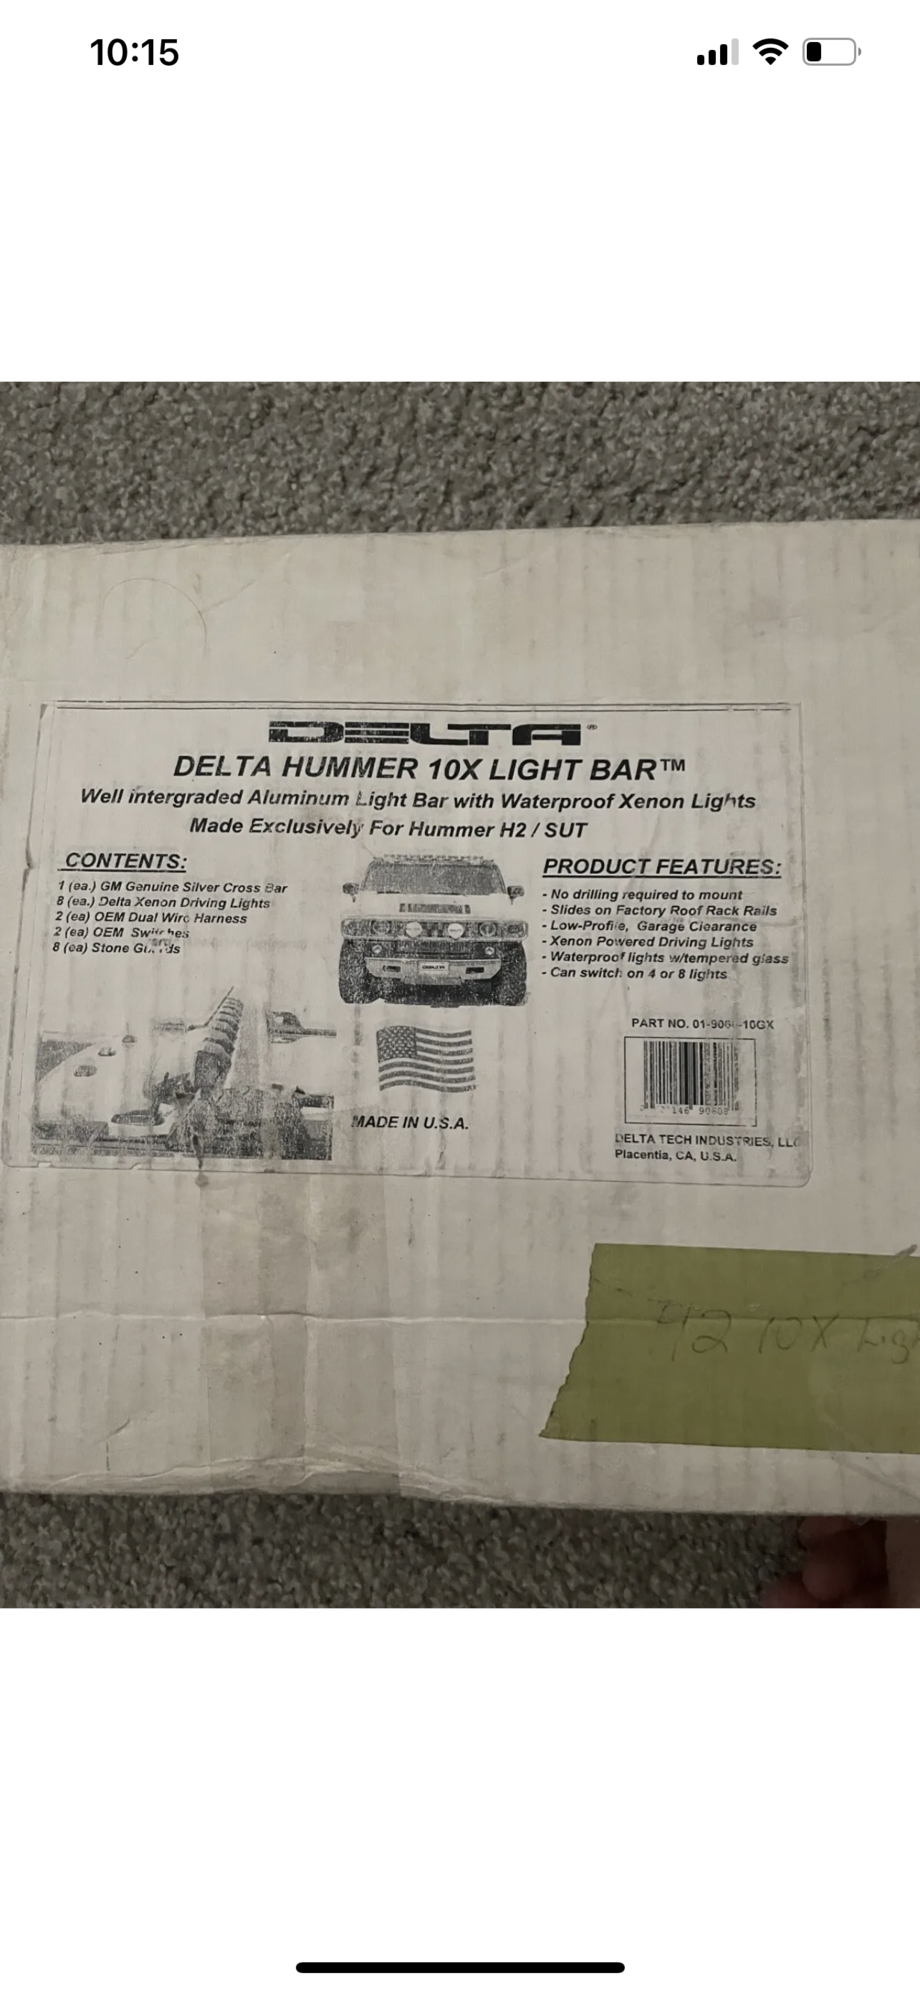 10:15
DELTA®
DELTA HUMMER 10X LIGHT BAR™
Well intergraded Aluminum Light Bar with Waterproof Xenon Lights
Made Exclusively For Hummer H2 / SUT
CONTENTS:
1 (ea.) GM Genuine Silver Cross Bar
8 (ea.) Delta Xenon Driving Lights
2 (ea) OEM Dual Wire Harness
2 (ea) OEM Switches
8 (ea) Stone Guards
PRODUCT FEATURES:
- No drilling required to mount
- Slides on Factory Roof Rack Rails
- Low-Profile, Garage Clearance
- Xenon Powered Driving Lights
- Waterproof lights w/tempered glass
- Can switch on 4 or 8 lights
MADE IN U.S.A.
PART NO.
DELTA TECH INDUSTRIES, LLC
Placentia, CA, U.S.A.
H2 10X